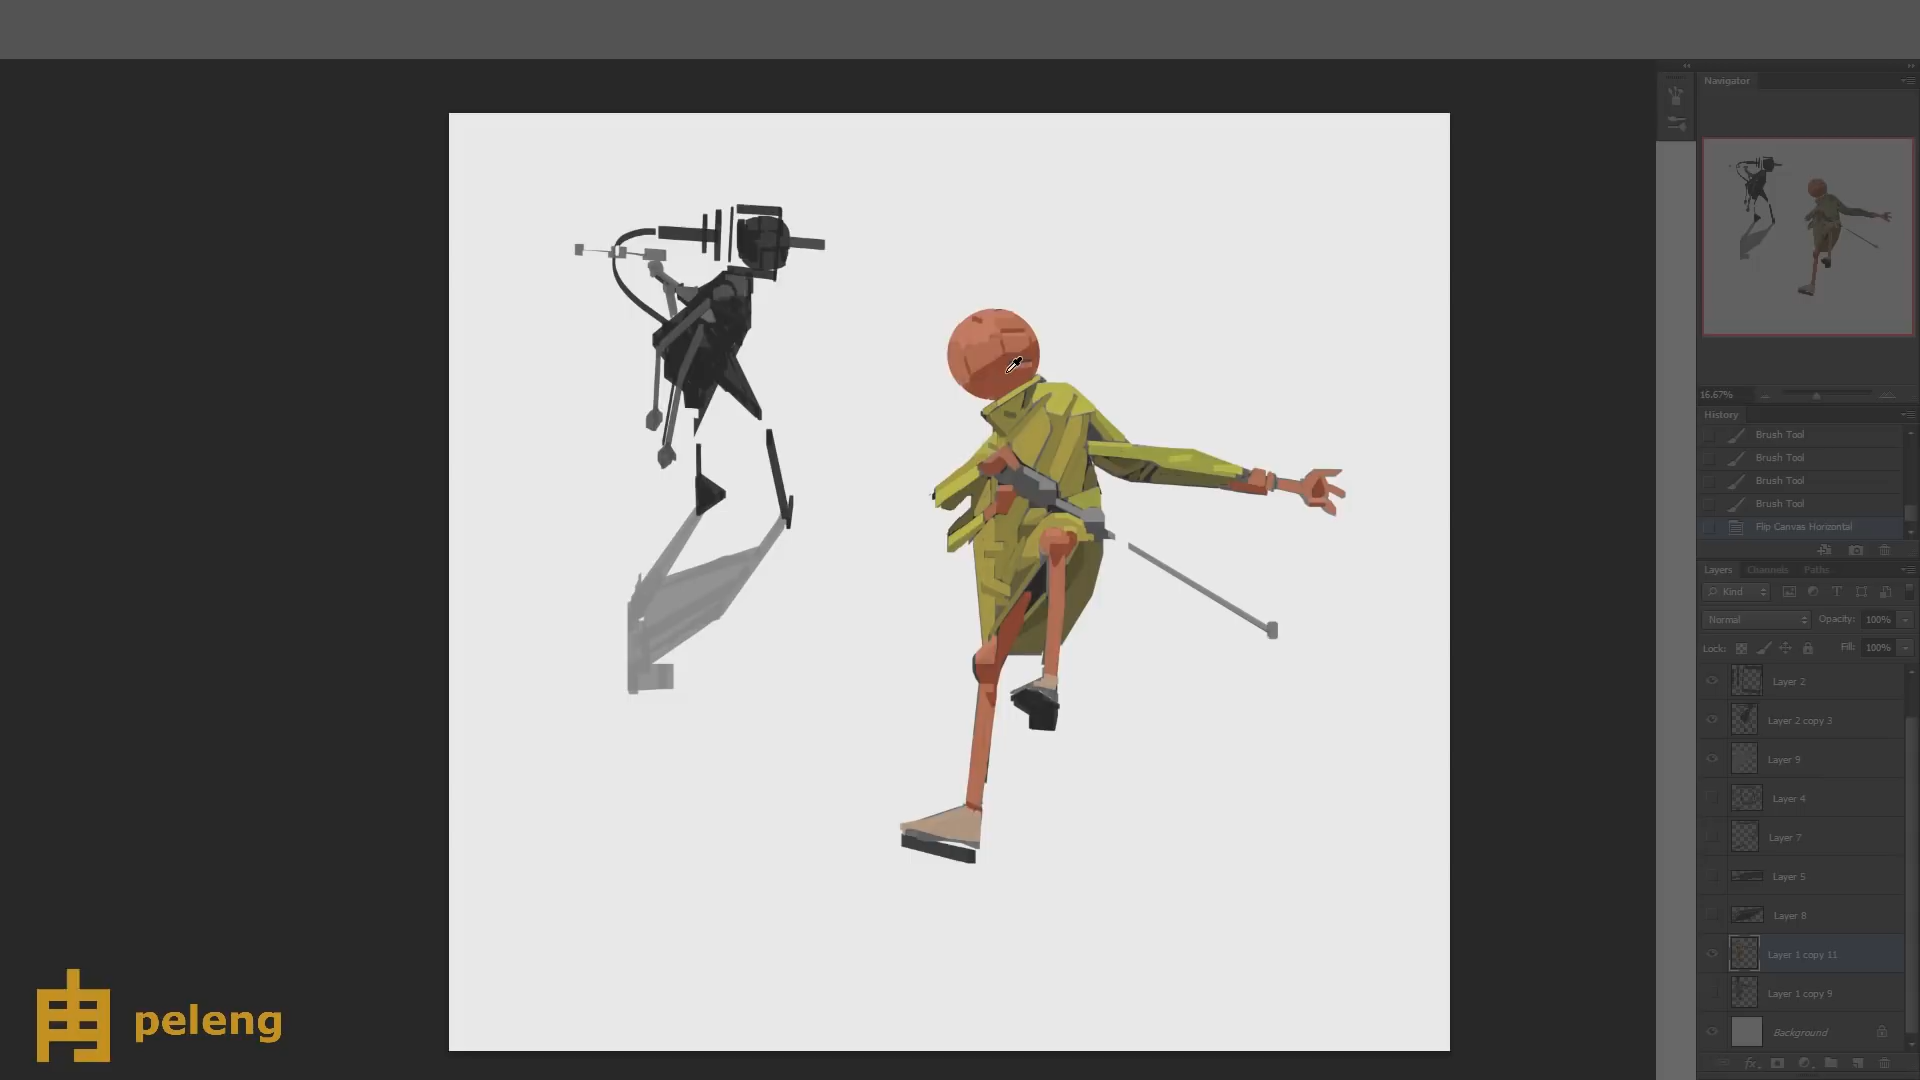 Navigator
16.67%
History
Brush Tool
Brush Tool
Brush Tool
Brush Tool
Flip Canvas Horizontal
Layers Channels Paths
Kind
Normal Opacity: 100%
Lock: Fill: 100%
Layer 2
Layer 2 copy 3
Layer 9
Layer 4
Layer 7
Layer 5
Layer 8
Layer 1 copy 11
Layer 1 copy 9
Background
fx
peleng